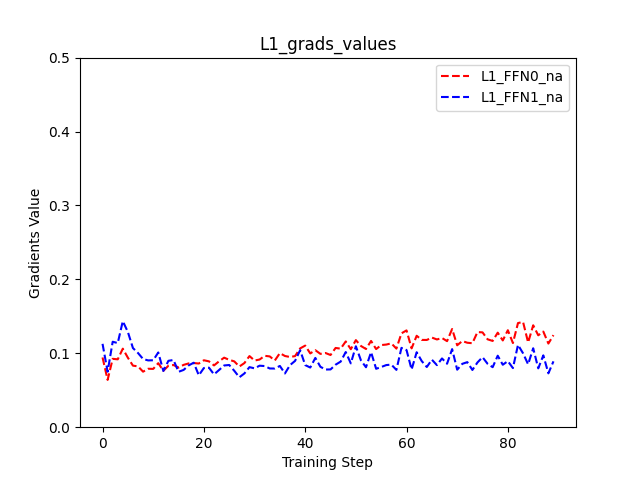 L1_grads_values
L1_FFN0_na
L1_FFN1_na
Gradients Value
0.5
0.4
0.3
0.2
0.1
0.0
0 20 40 60 80
Training Step